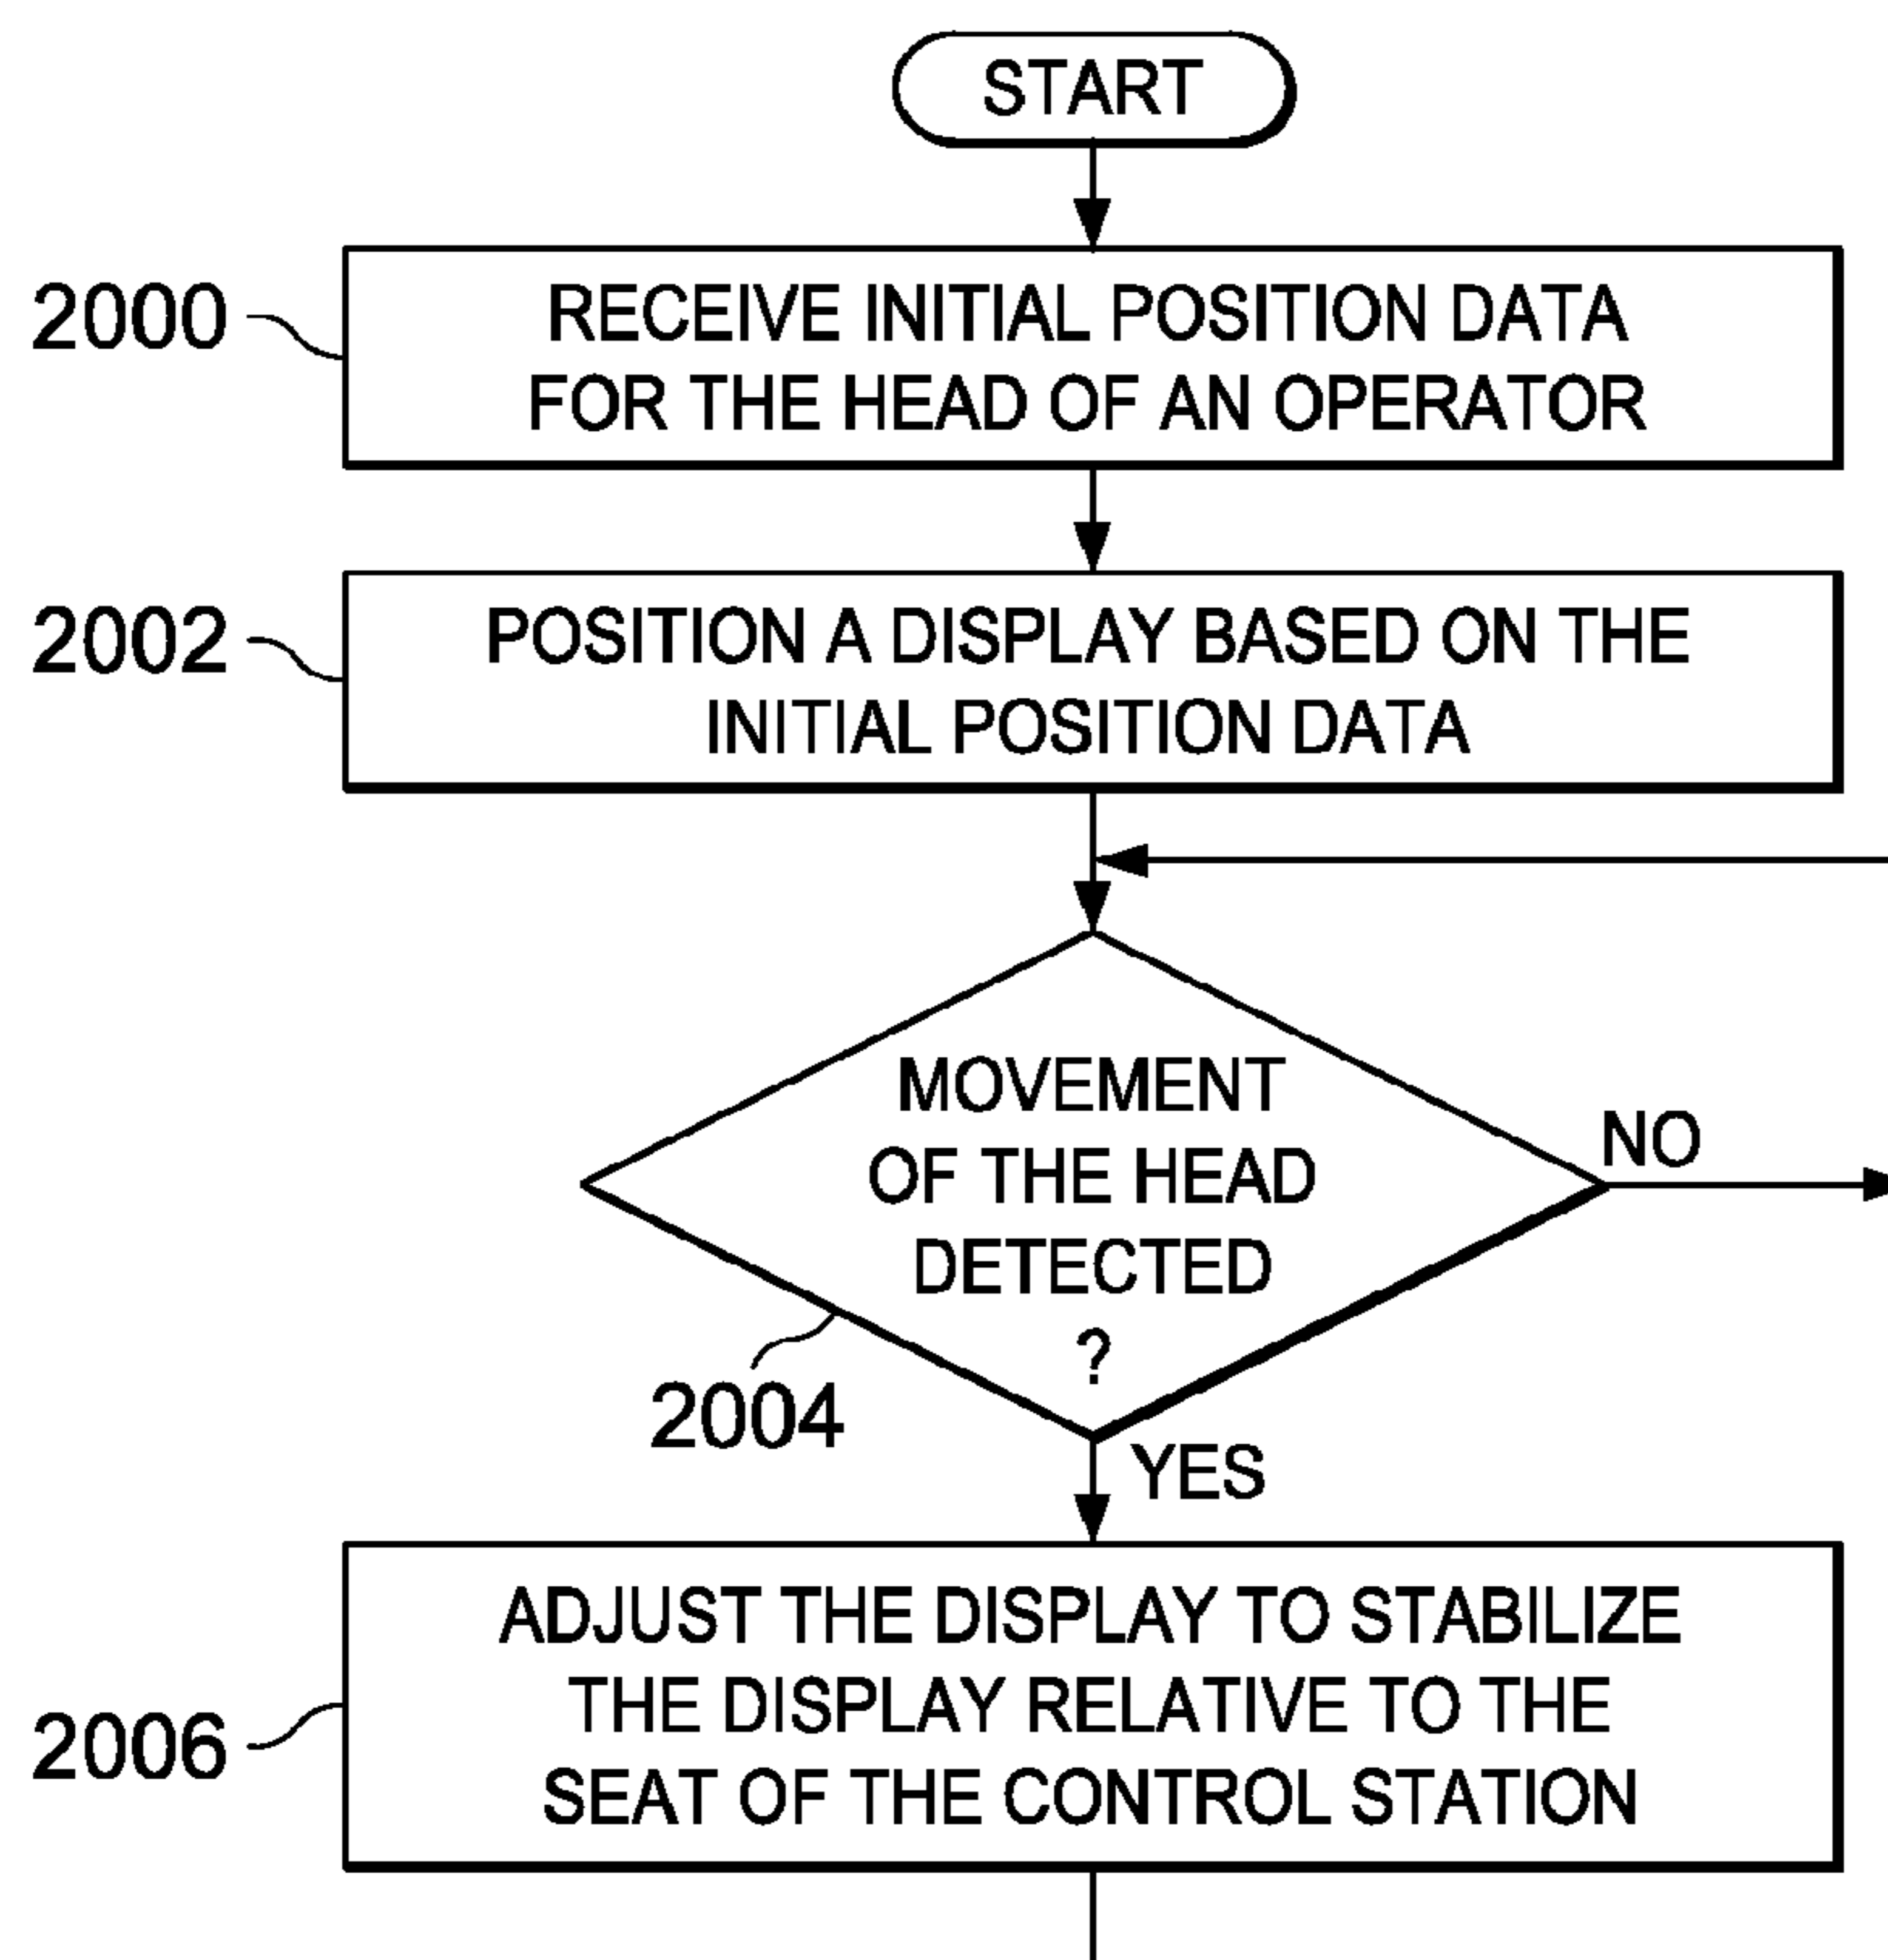 START
2000
RECEIVE INITIAL POSITION DATA
FOR THE HEAD OF AN OPERATOR
2002
POSITION A DISPLAY BASED ON THE
INITIAL POSITION DATA
MOVEMENT
OF THE HEAD
DETECTED
?
NO
2004
YES
2006
ADJUST THE DISPLAY TO STABILIZE
THE DISPLAY RELATIVE TO THE
SEAT OF THE CONTROL STATION